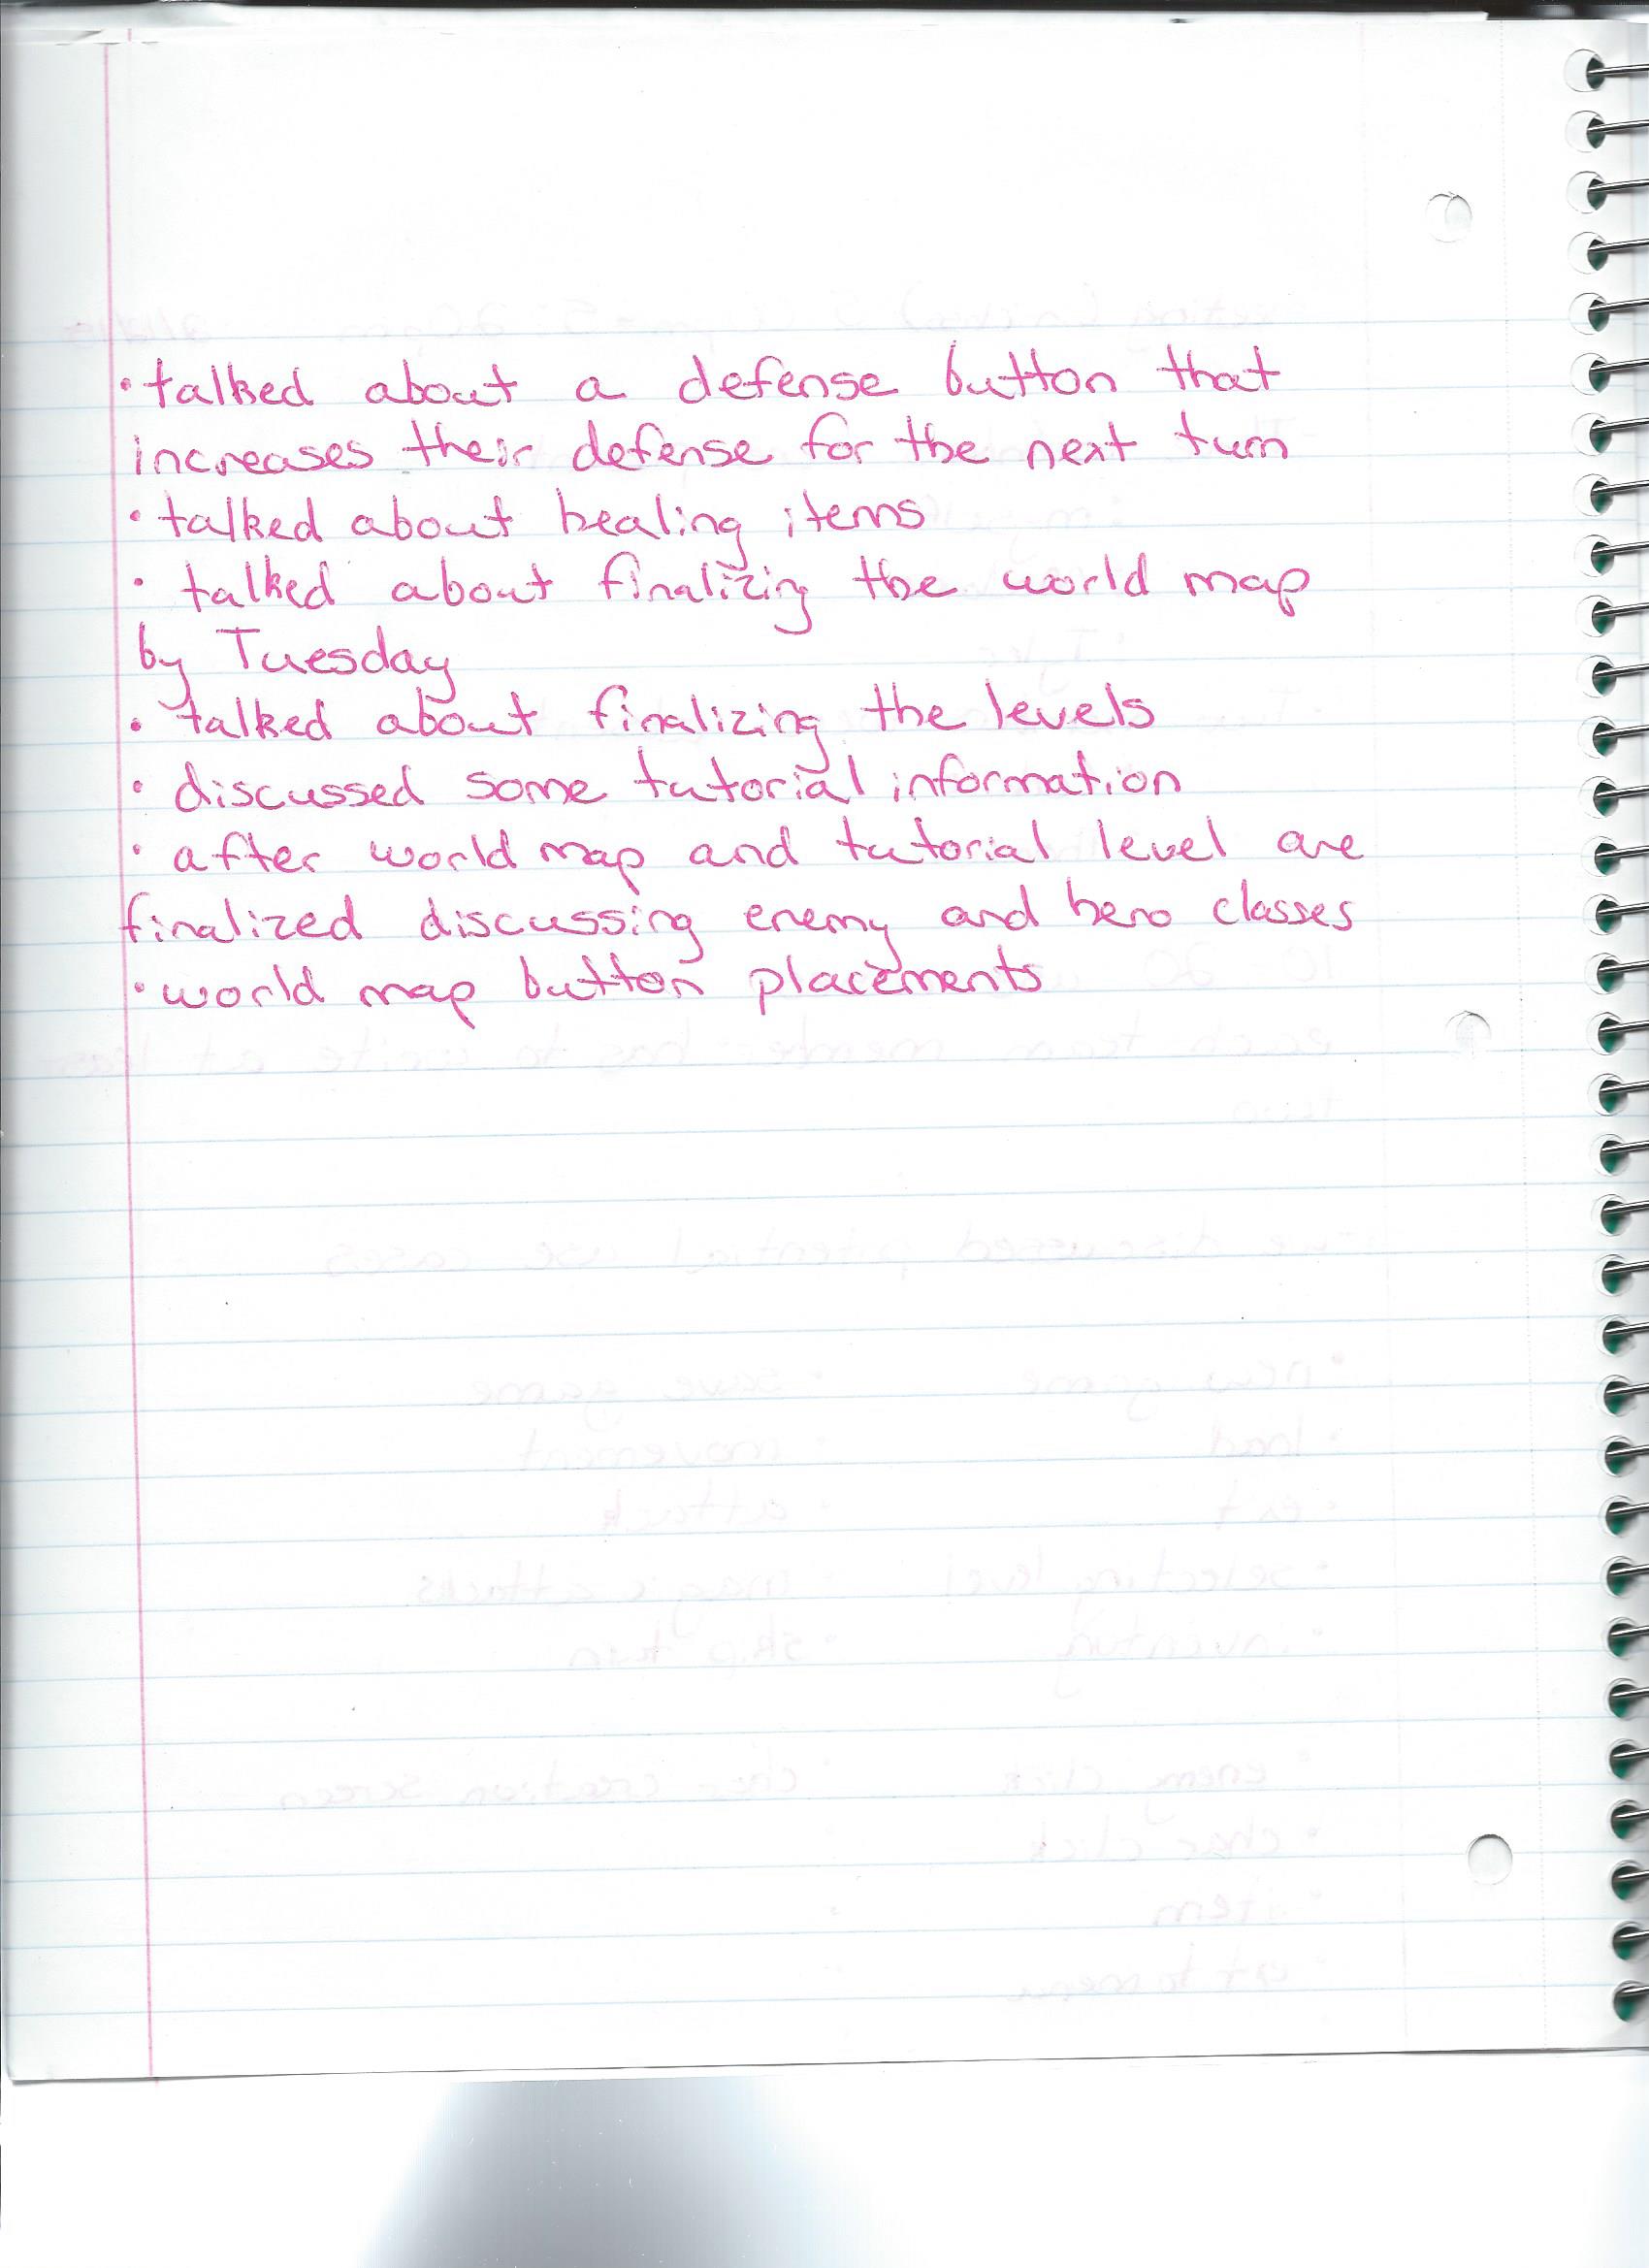 • talked about a defense button that
increases their defense for the next turn
• talked about healing items
• talked about finalizing the world map
by Tuesday
• talked about finalizing the levels
• discussed some tutorial information
• after world map and tutorial level are
finalized discussing enemy and hero classes
• world map button placements